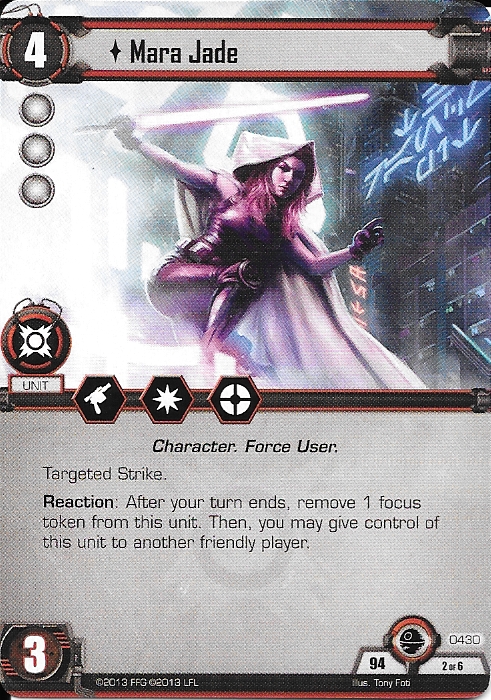 4
Mara Jade
UNIT
Character. Force User.
Targeted Strike.
Reaction: After your turn ends, remove 1 focus
token from this unit. Then, you may give control of
this unit to another friendly player.
3
94
0430
2 OF 6
©2013 FFG ©2013 LFL
Illus. Tony Foti